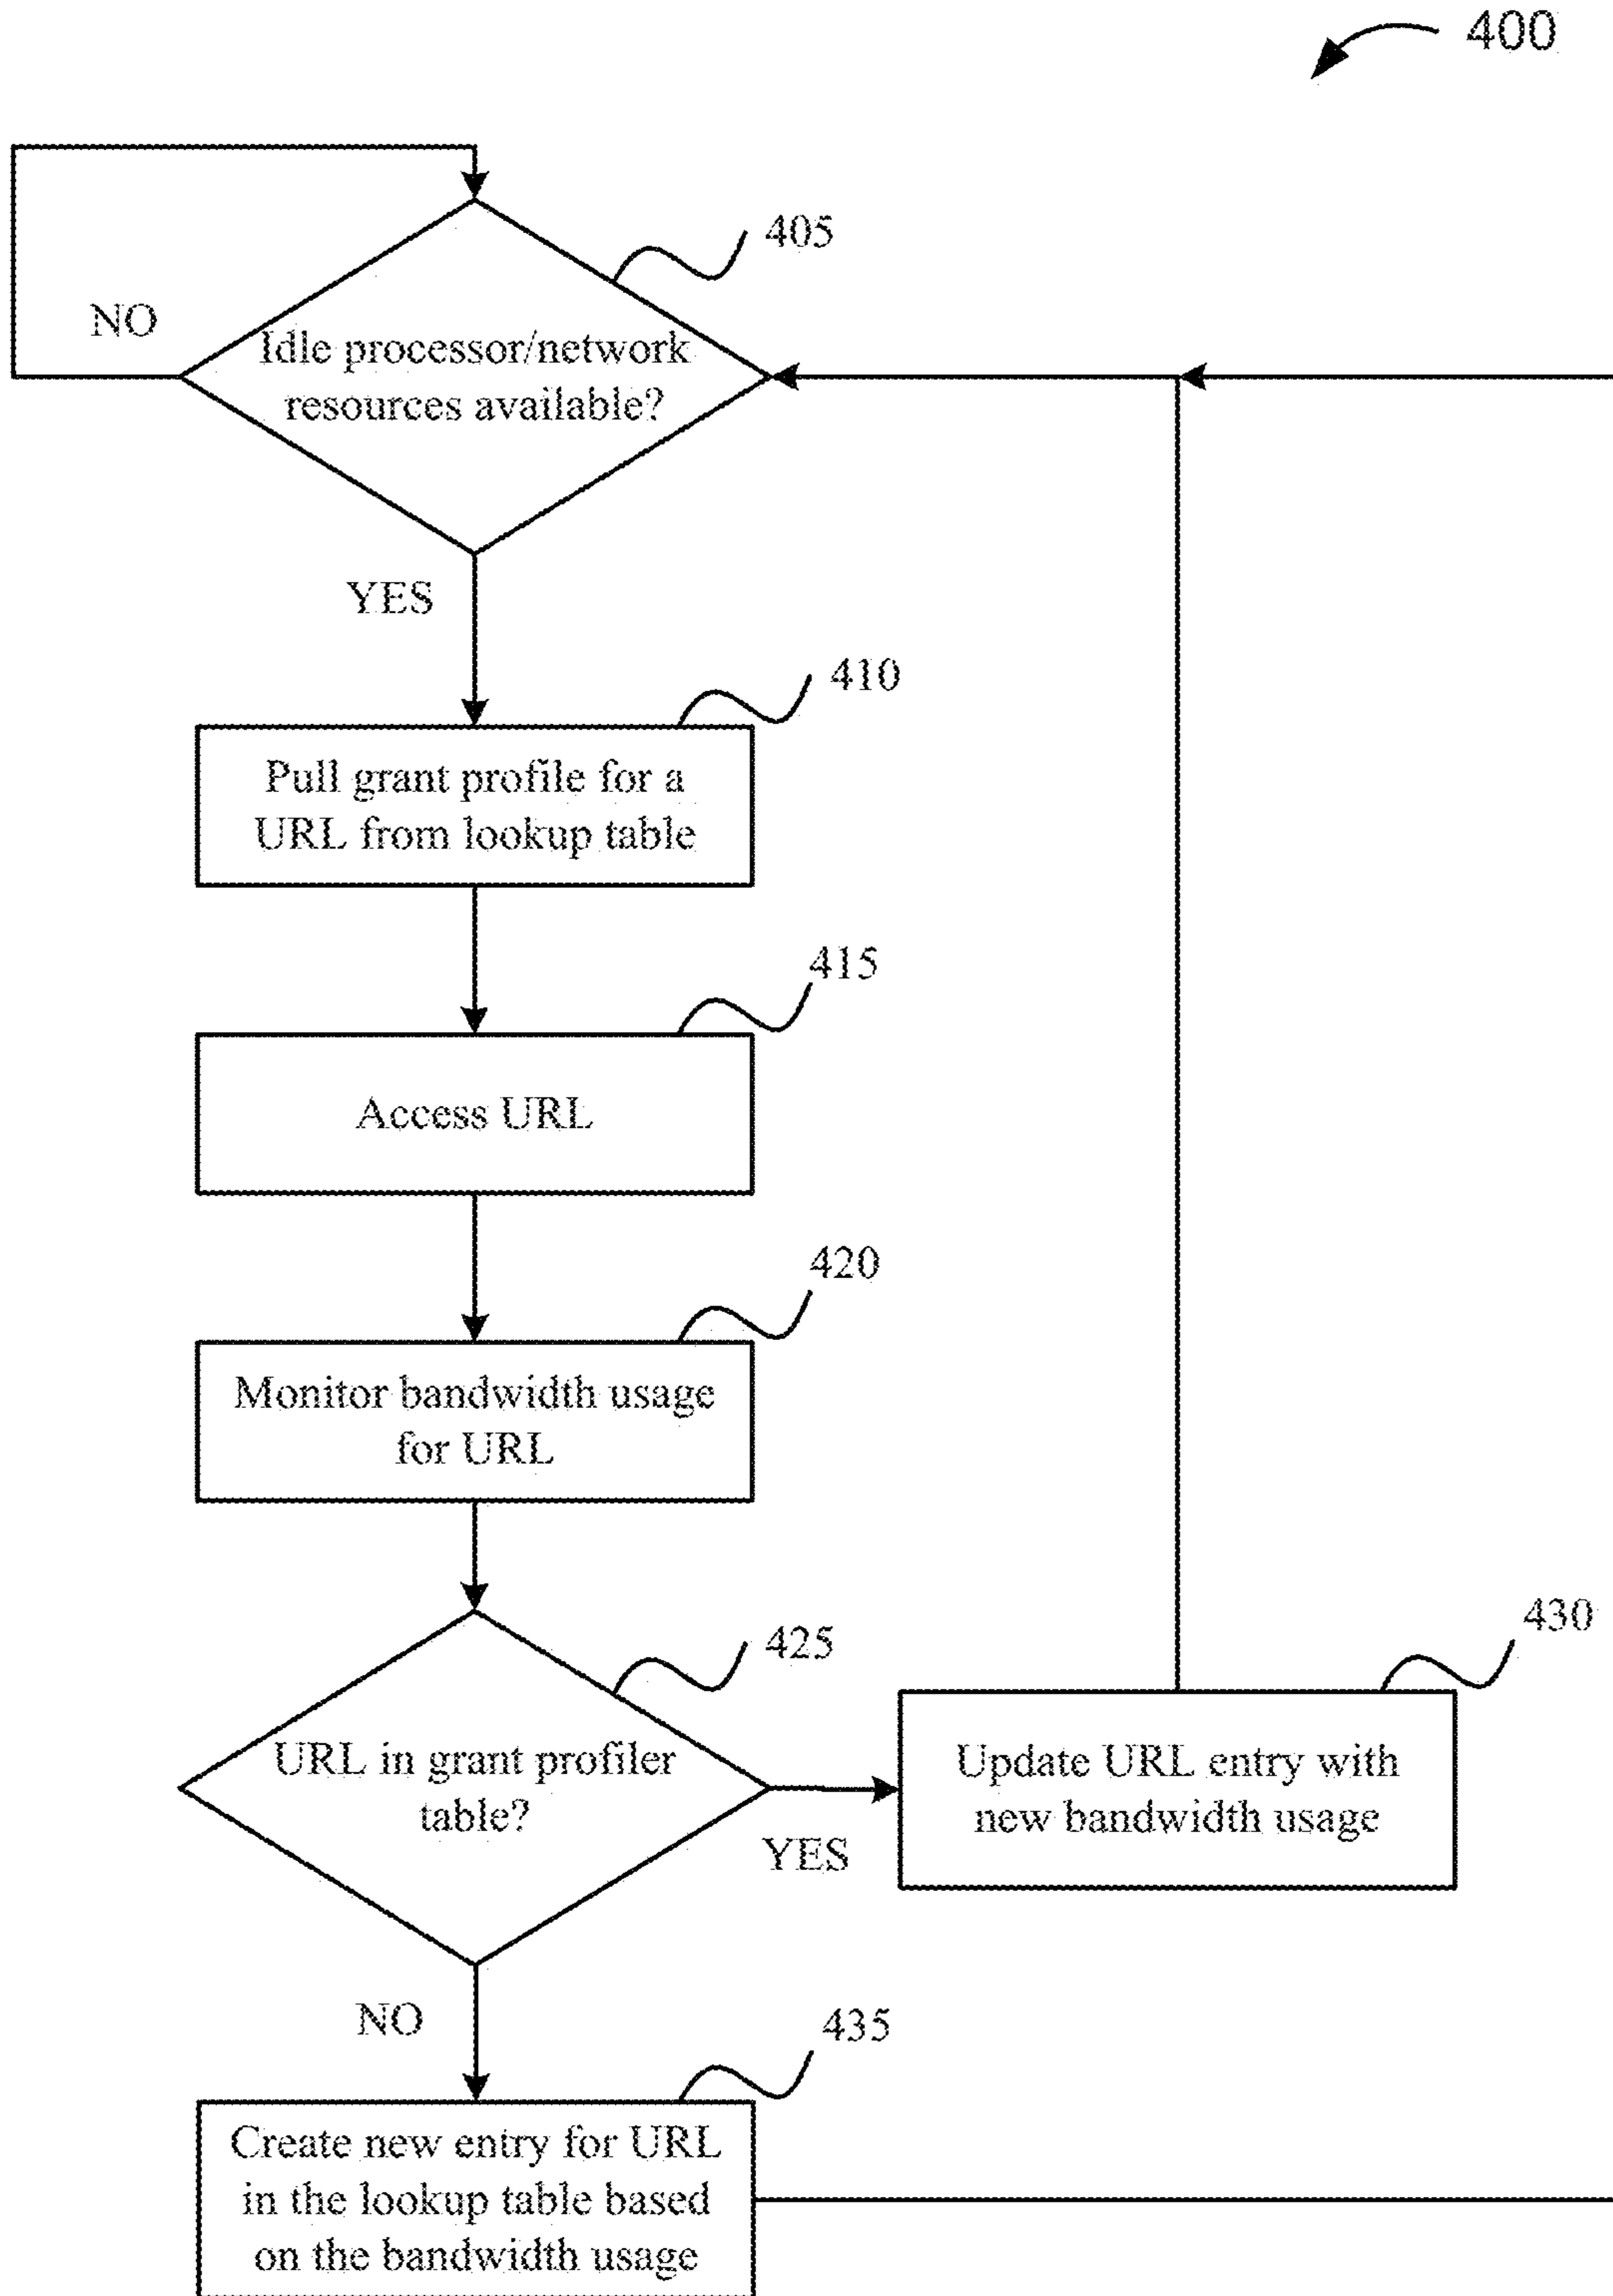 400
405
NO
Idle processor/network
resources available?
YES
410
Pull grant profile for a
URL from lookup table
415
Access URL
420
Monitor bandwidth usage
for URL
425
URL in grant profiler
table?
YES
430
Update URL entry with
new bandwidth usage
NO
435
Create new entry for URL
in the lookup table based
on the bandwidth usage